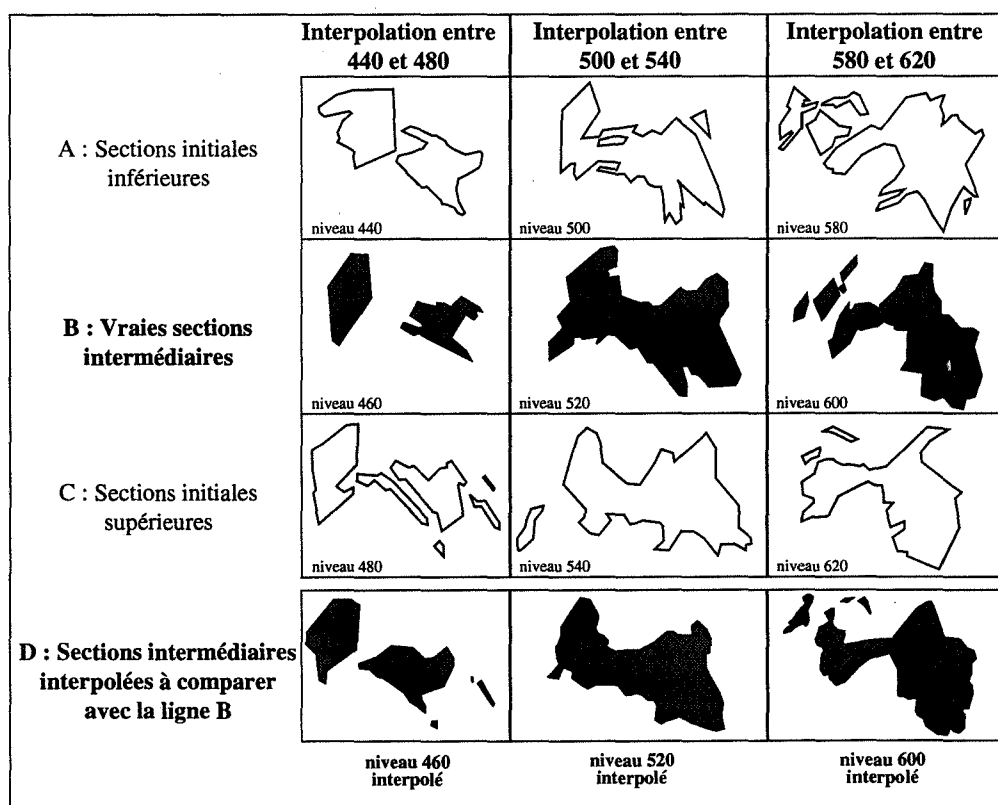 Interpolation entre
440 et 480
Interpolation entre
500 et 540
Interpolation entre
580 et 620
A : Sections initiales
inférieures
niveau 440
niveau 500
niveau 580
B : Vraies sections
intermédiaires
niveau 460
niveau 520
niveau 600
C : Sections initiales
supérieures
niveau 480
niveau 540
niveau 620
D : Sections intermédiaires
interpolées à comparer
avec la ligne B
niveau 460
interpolé
niveau 520
interpolé
niveau 600
interpolé